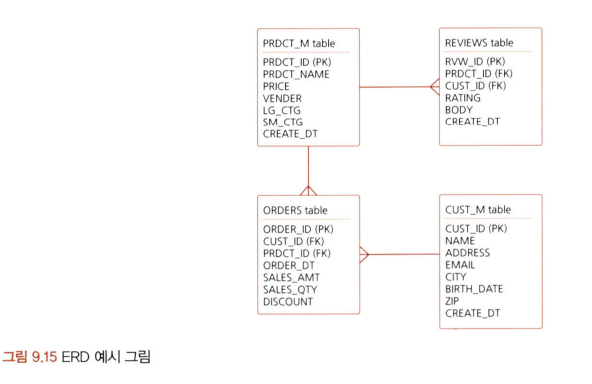 PRDCT_M table
PRDCT_ID (PK)
PRDCT_NAME
PRICE
VENDER
LG_CTG
SM_CTG
CREATE_DT
REVIEWS table
RVW_ID (PK)
PRDCT_ID (FK)
CUST_ID (FK)
RATING
BODY
CREATE_DT
ORDERS table
ORDER_ID (PK)
CUST_ID (FK)
PRDCT_ID (FK)
ORDER_DT
SALES_AMT
SALES_QTY
DISCOUNT
CUST_M table
CUST_ID (PK)
NAME
ADDRESS
EMAIL
CITY
BIRTH_DATE
ZIP
CREATE_DT
그림 9.15 ERD 예시 그림